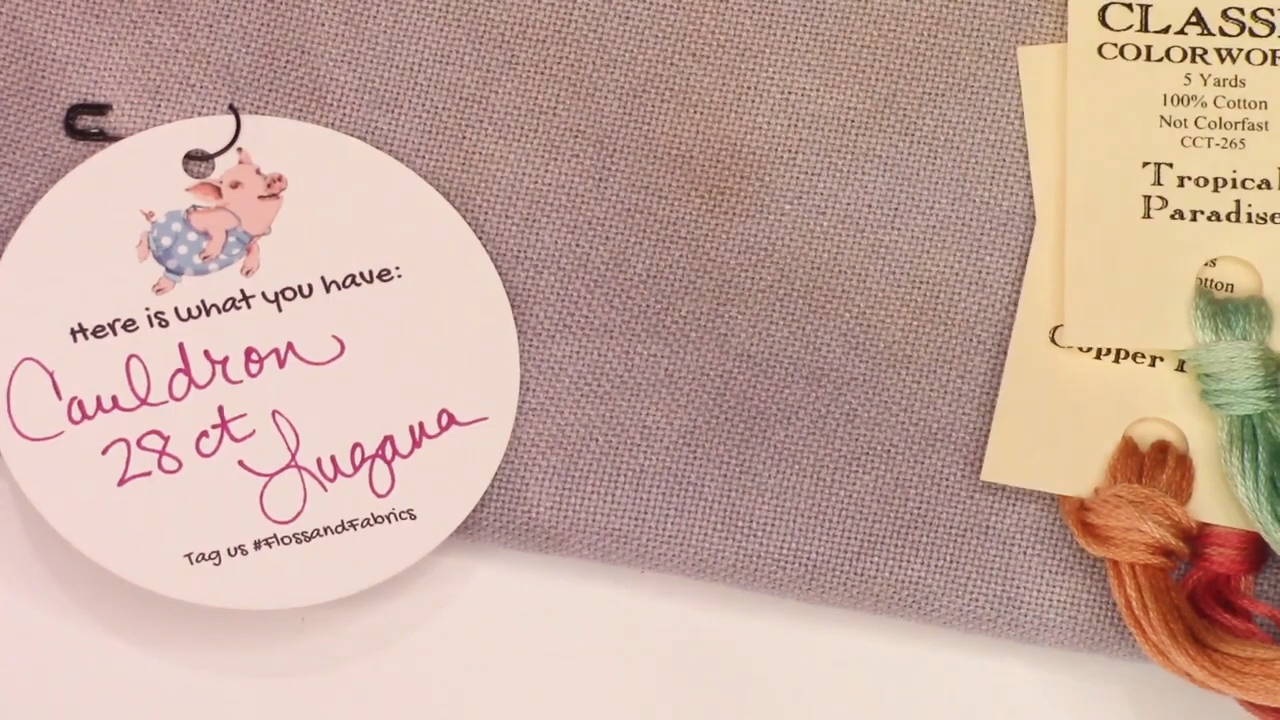 Here is what you have:
Cauldron
28 ct Lugana
Tag us #FlossandFabrics
CLASS
COLORWOR
5 Yards
100% Cotton
Not Colorfast
CCT-265
Tropical
Paradise
otton
Copper